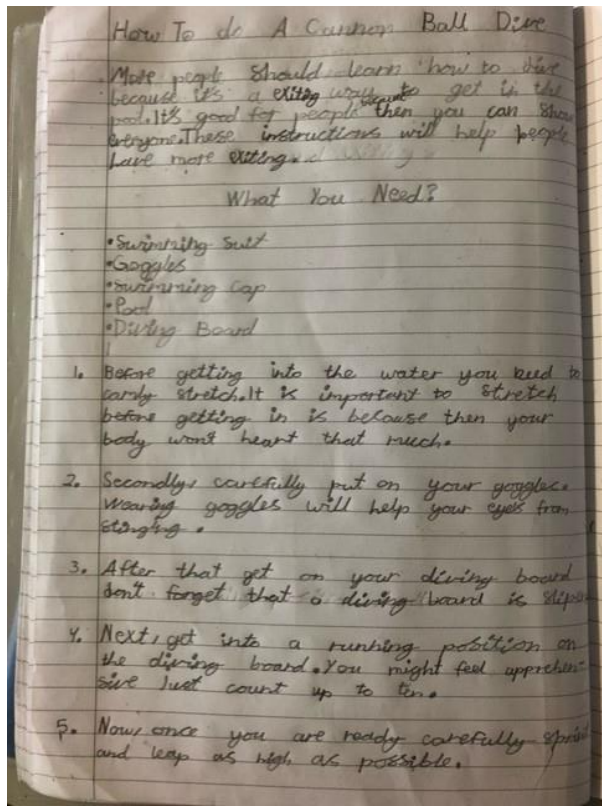 How To do A Cannon Ball Dive
More people should learn how to dive
because it's a exiting way to get in the
pool. It's good for people because then you can show
everyone. These instructions will help people
have more exiting.
What You Need?
•Swimming suit
•Goggles
•Swimming Cap
•Pool
•Diving Board
1. Before getting into the water you need to
stretch. It is important to stretch
before getting in is because then your
body won't heart that much.
2. Secondly, carefully put on your goggles.
Wearing goggles will help your eyes from
stinging.
3. After that get on your diving board
don't forget that a diving board is
4. Next, get into a running position on
the diving board. You might feel apprehen-
sive just count up to ten.
5. Now, once you are ready carefully sprint
and leap as high as possible.